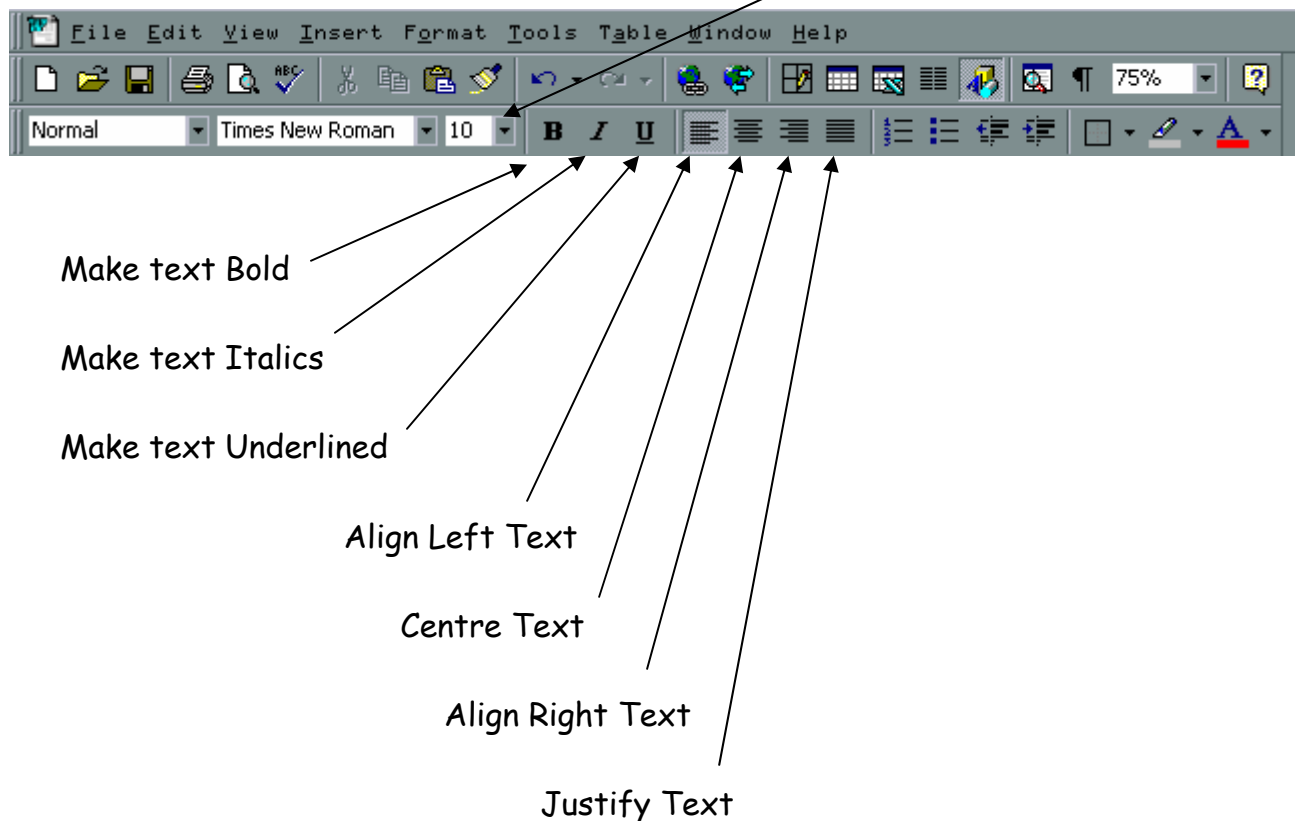 File Edit View Insert Format Tools Table Window Help
ABC 75% ?
Normal Times New Roman 10 B I U A
Make text Bold
Make text Italics
Make text Underlined
Align Left Text
Centre Text
Align Right Text
Justify Text